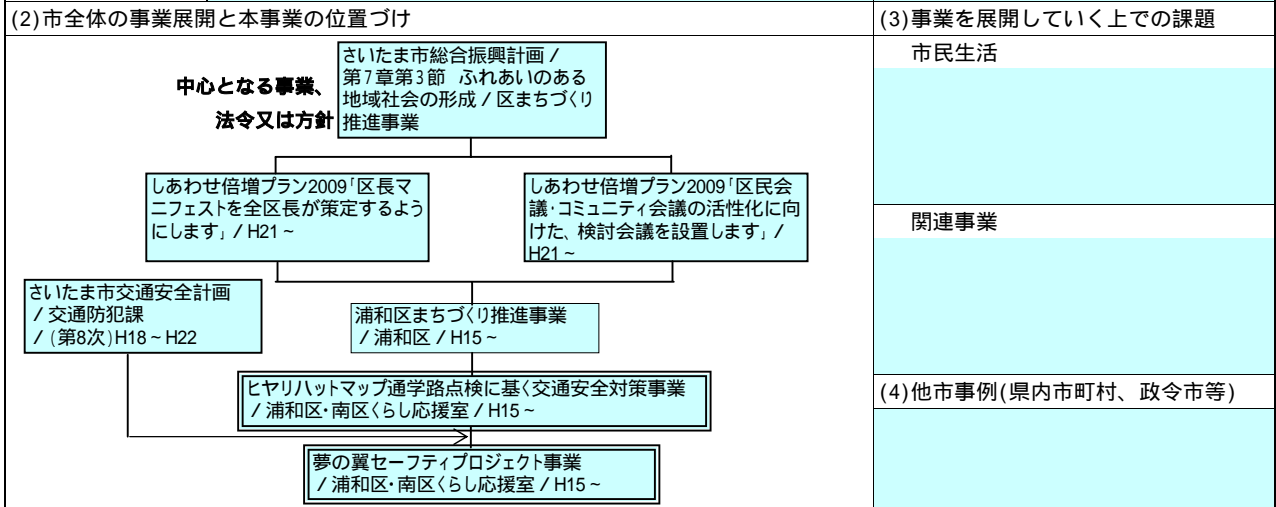 (2)市全体の事業展開と本事業の位置づけ
中心となる事業、
法令又は方針
さいたま市総合振興計画/
第7章第3節 ふれあいのある
地域社会の形成/区まちづくり
推進事業
しあわせ倍増プラン2009「区長マ
ニフェストを全区長が策定するよう
にします」/H21~
しあわせ倍増プラン2009「区民会
議・コミュニティ会議の活性化に向
けた、検討会議を設置します」/
H21~
さいたま市交通安全計画
/交通防犯課
/(第8次)H18~H22
浦和区まちづくり推進事業
/浦和区/H15~
ヒヤリハットマップ通学路点検に基く交通安全対策事業
/浦和区・南区くらし応援室/H15~
夢の翼セーフティプロジェクト事業
/浦和区・南区くらし応援室/H15~
(3)事業を展開していく上での課題
市民生活
関連事業
(4)他市事例(県内市町村、政令市等)